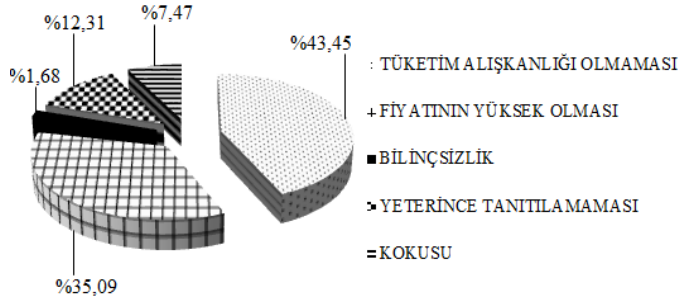 %7,47
%12,31
%43,45
%1,68
%35,09
TÜKETİM ALIŞKANLIĞI OLMAMASI
FİYATININ YÜKSEK OLMASI
BİLİNÇSİZLİK
YETERİNCE TANITILAMAMASI
KOKUSU